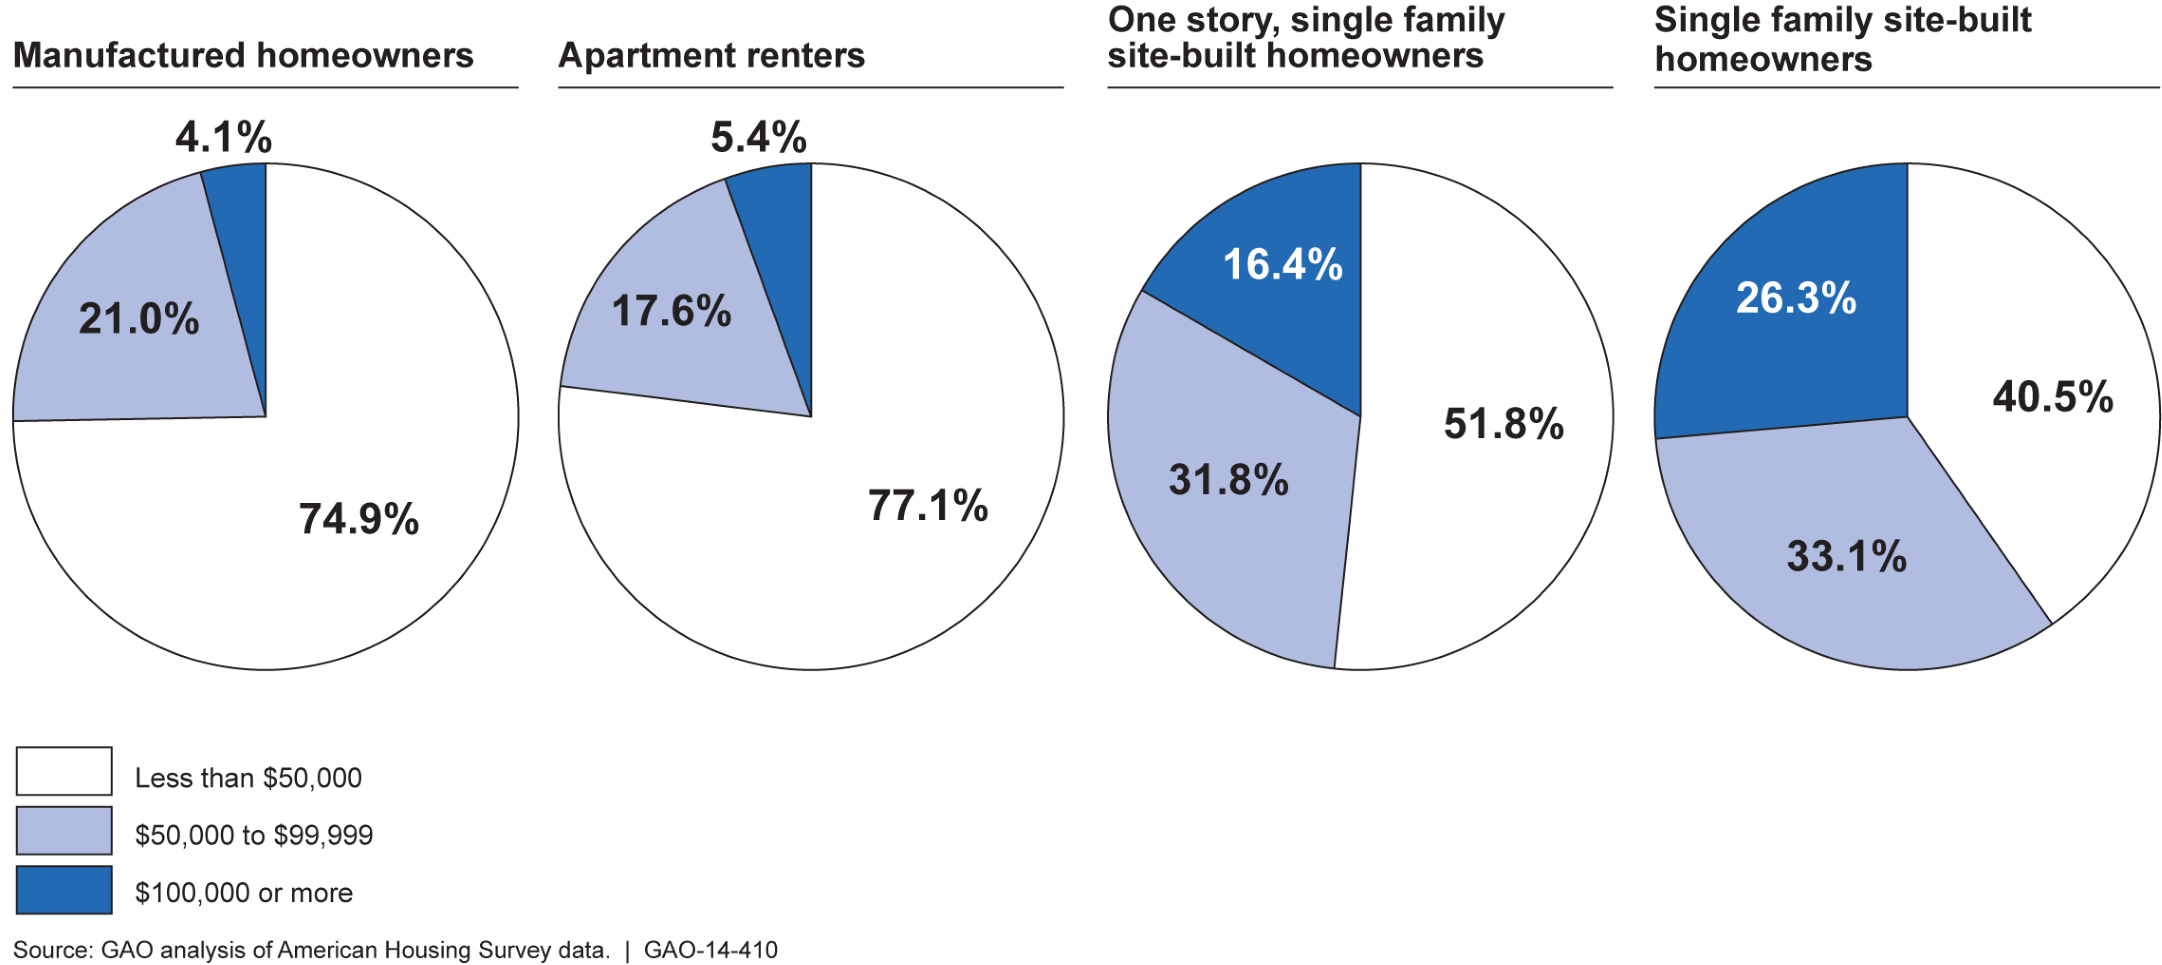 Manufactured homeowners
4.1%
21.0%
74.9%
Apartment renters
5.4%
17.6%
77.1%
One story, single family
site-built homeowners
16.4%
31.8%
51.8%
Single family site-built
homeowners
26.3%
40.5%
33.1%
Less than $50,000
$50,000 to $99,999
$100,000 or more
Source: GAO analysis of American Housing Survey data. | GAO-14-410